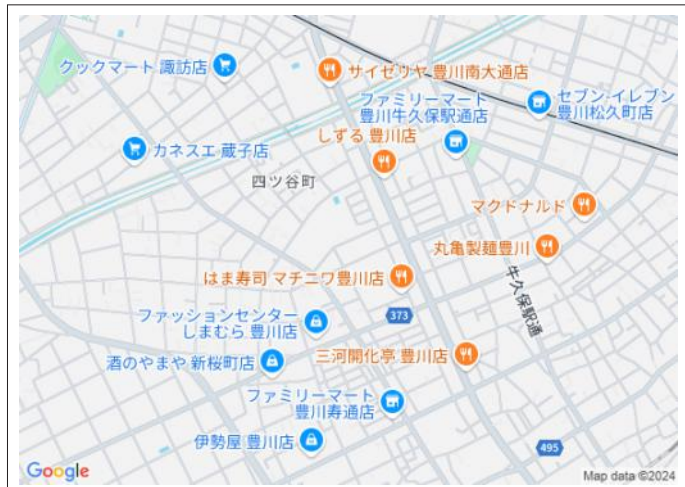 クックマート 諏訪店
サイゼリヤ 豊川南大通店
ファミリーマート
豊川牛久保駅通店
セブン-イレブン
豊川松久町店
カネスエ 蔵子店
しずる 豊川店
四ツ谷町
マクドナルド
丸亀製麺豊川
はま寿司 マチニワ豊川店
牛久保駅通
ファッションセンター
しまむら 豊川店
373
酒のやまや 新桜町店
三河開化亭 豊川店
ファミリーマート
豊川寿通店
伊勢屋 豊川店
495
Google
Map data ©2024